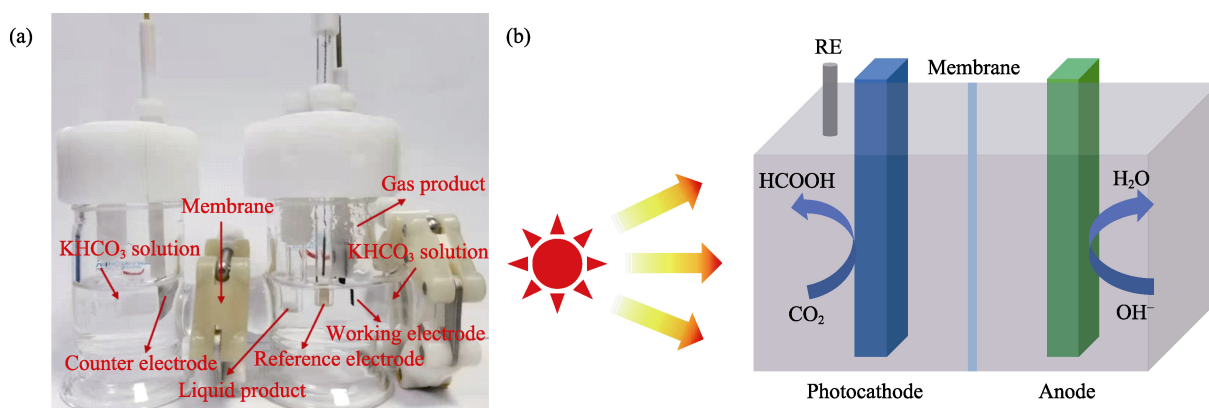 (a)
Gas product
Membrane
KHCO₃ solution
KHCO₃ solution
Working electrode
Counter electrode
Reference electrode
Liquid product
(b)
RE
Membrane
HCOOH
H₂O
CO₂
OH⁻
Photocathode
Anode